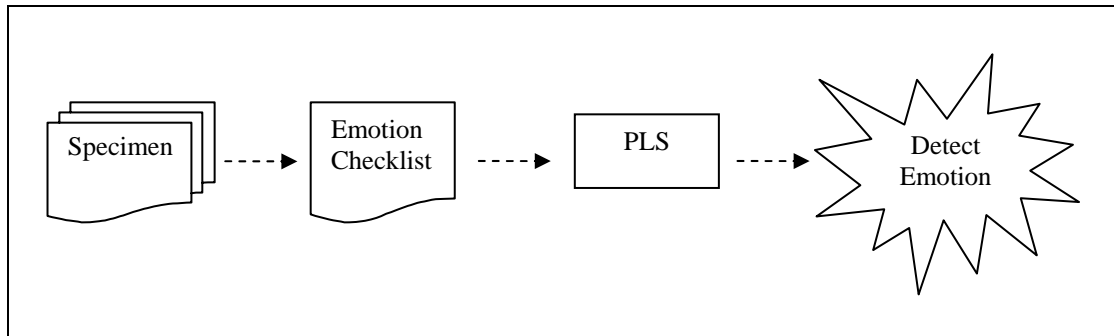 Specimen
Emotion
Checklist
PLS
Detect
Emotion